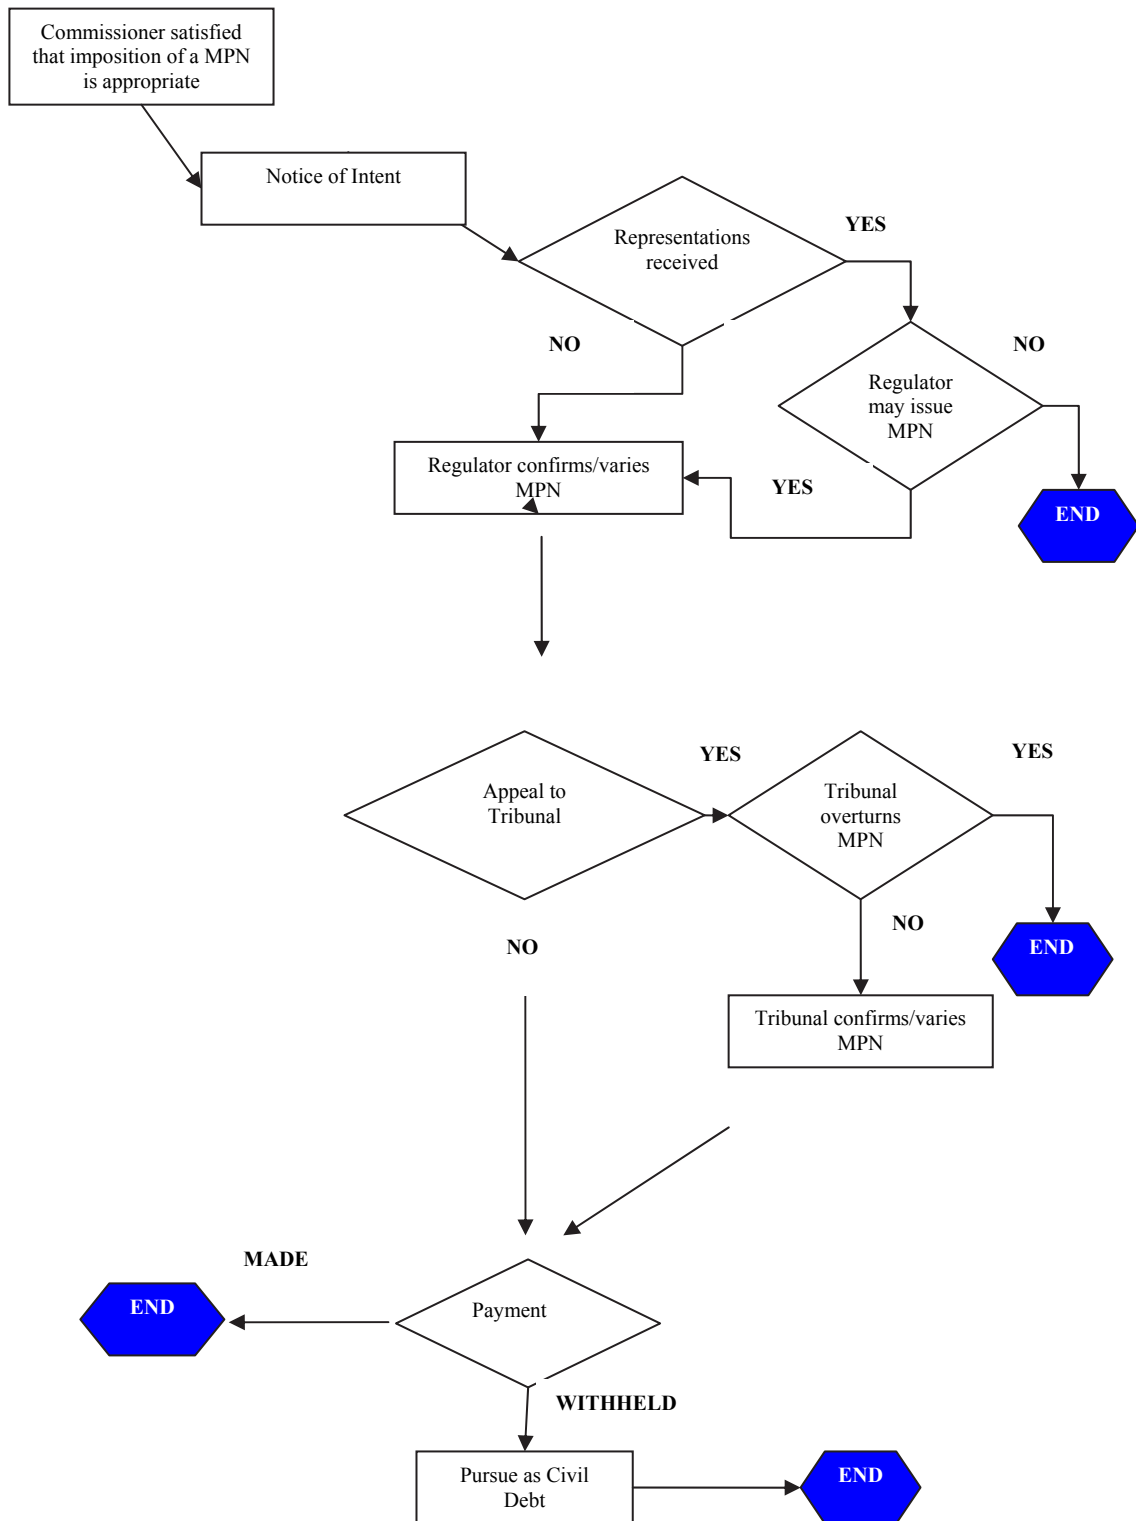 Commissioner satisfied
that imposition of a MPN
is appropriate
Notice of Intent
YES
Representations
received
NO
NO
Regulator
may issue
MPN
Regulator confirms/varies
MPN
YES
END
Appeal to
Tribunal
YES
Tribunal
overturns
MPN
YES
NO
NO
END
Tribunal confirms/varies
MPN
MADE
END
Payment
WITHHELD
Pursue as Civil
Debt
END